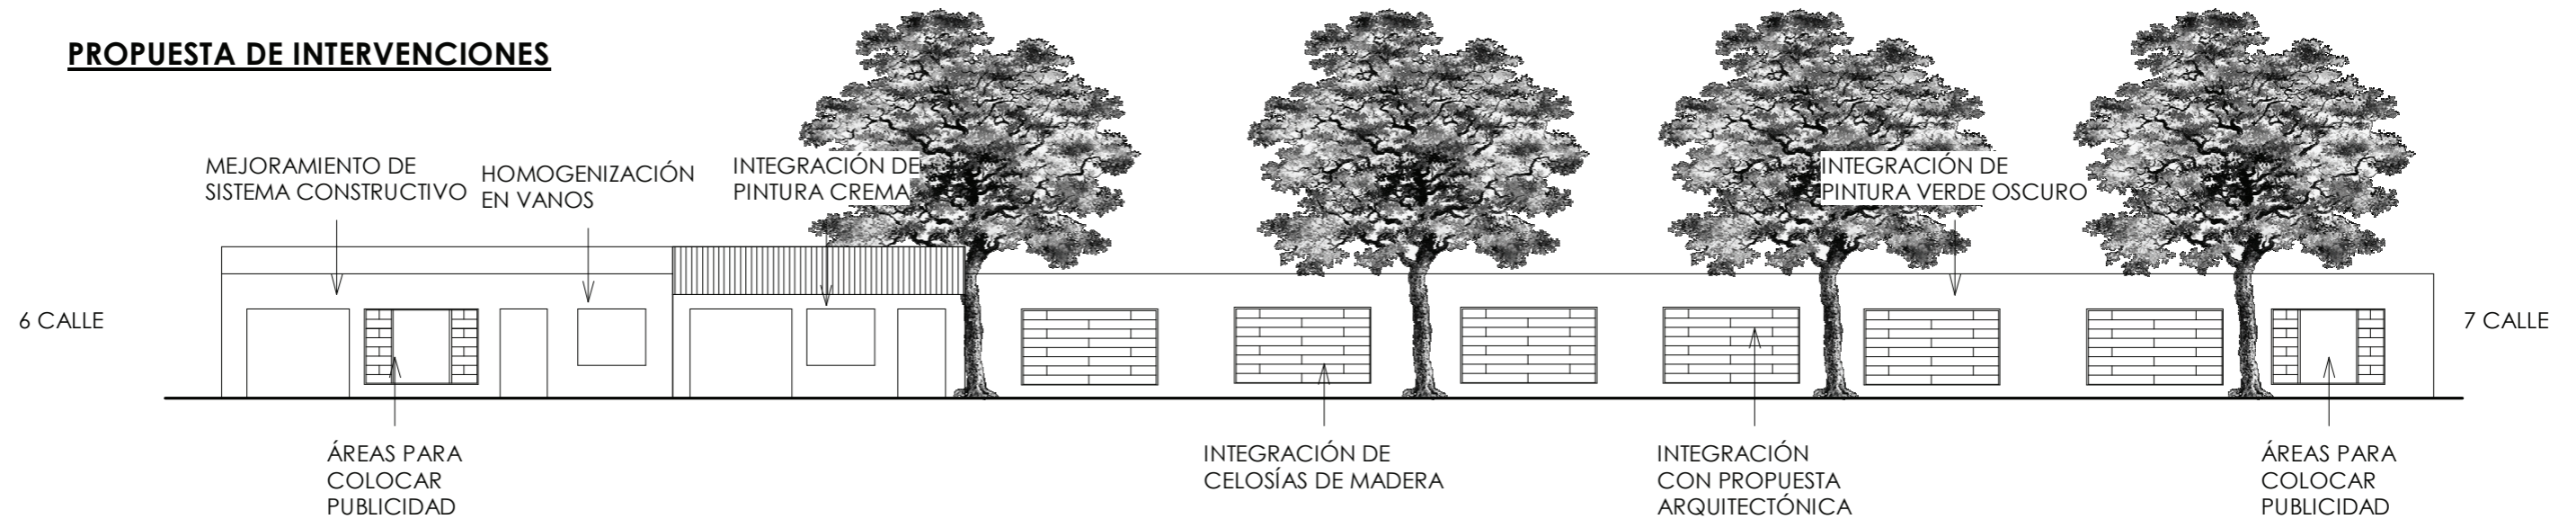 PROPUESTA DE INTERVENCIONES
MEJORAMIENTO DE
SISTEMA CONSTRUCTIVO
HOMOGENIZACIÓN
EN VANOS
INTEGRACIÓN DE
PINTURA CREMA
INTEGRACIÓN DE
PINTURA VERDE OSCURO
6 CALLE
7 CALLE
ÁREAS PARA
COLOCAR
PUBLICIDAD
INTEGRACIÓN DE
CELOSÍAS DE MADERA
INTEGRACIÓN
CON PROPUESTA
ARQUITECTÓNICA
ÁREAS PARA
COLOCAR
PUBLICIDAD